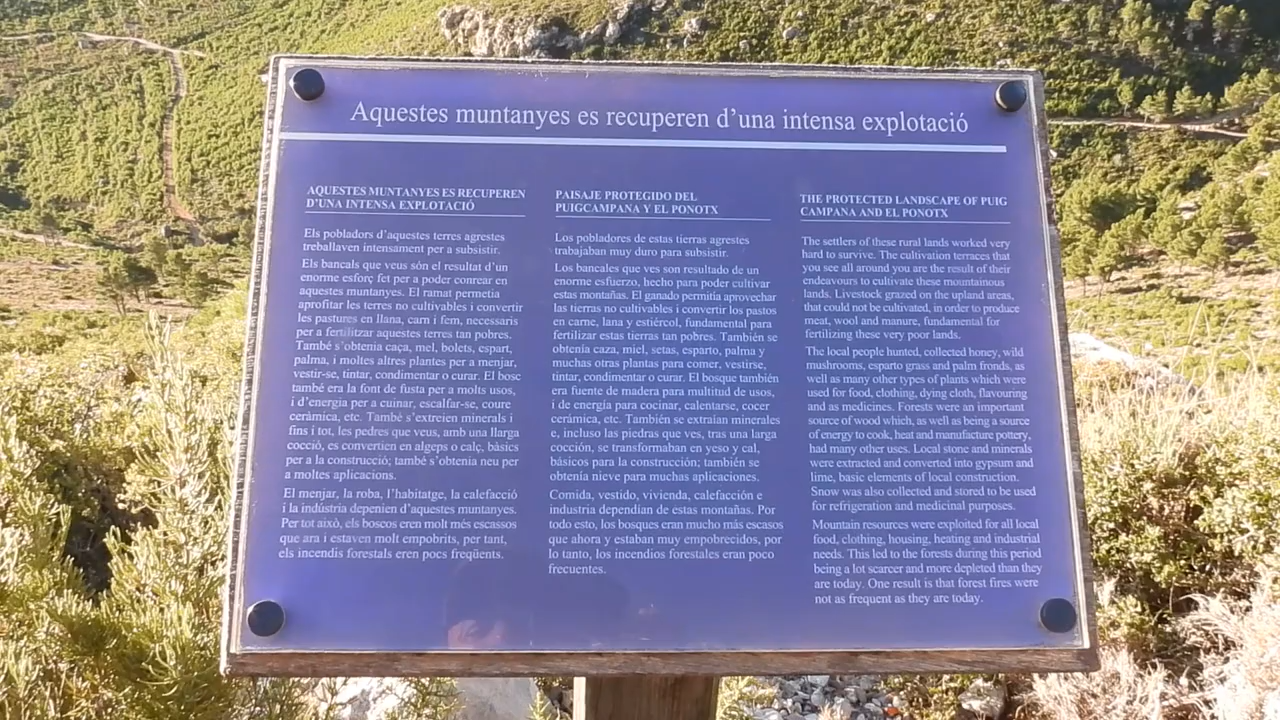 Aquestes muntanyes es recuperen d'una intensa explotació
AQUESTES MUNTANYES ES RECUPEREN
D'UNA INTENSA EXPLOTACIÓ
Els pobladors d'aquestes terres agrestes
treballaven intensament per a subsistir.
Els bancals que veus són el resultat d'un
enorme esforç fet per a poder conrear en
aquestes muntanyes. El ramat permetia
aprofitar les terres no cultivables i convertir
les pastures en llana, carn i fem, necessaris
per a fertilitzar aquestes terres tan pobres.
També s'obtenia caça, mel, bolets, espart,
palma, i moltes altres plantes per a menjar,
vestir-se, tintar, condimentar o curar. El bosc
també era la font de fusta per a molts usos,
i d'energia per a cuinar, escalfar-se, coure
ceràmica, etc. També s'extreien minerals i
fins i tot, les pedres que veus, amb una llarga
cocció, es convertien en algeps o calç, bàsics
per a la construcció; també s'obtenia neu per
a moltes aplicacions.
El menjar, la roba, l'habitatge, la calefacció
i la indústria depenien d'aquestes muntanyes.
Per tot això, els boscos eren molt més escassos
que ara i estaven molt empobrits, per tant,
els incendis forestals eren pocs freqüents.
PAISAJE PROTEGIDO DEL
PUIGCAMPANA Y EL PONOTX
Los pobladores de estas tierras agrestes
trabajaban muy duro para subsistir.
Los bancales que ves son resultado de un
enorme esfuerzo, hecho para poder cultivar
estas montañas. El ganado permitía aprovechar
las tierras no cultivables i convertir los pastos
en carne, lana y estiércol, fundamental para
fertilizar estas tierras tan pobres. También se
obtenía caza, miel, setas, esparto, palma y
muchas otras plantas para comer, vestirse,
tintar, condimentar o curar. El bosque también
era fuente de madera para multitud de usos,
i de energía para cocinar, calentarse, cocer
cerámica, etc. También se extraían minerales
e, incluso las piedras que ves, tras una larga
cocción, se transformaban en yeso y cal,
básicos para la construcción; también se
obtenía nieve para muchas aplicaciones.
Comida, vestido, vivienda, calefacción e
industria dependían de estas montañas. Por
todo esto, los bosques eran mucho más escasos
que ahora y estaban muy empobrecidos, por
lo tanto, los incendios forestales eran poco
frecuentes.
THE PROTECTED LANDSCAPE OF PUIG
CAMPANA AND EL PONOTX
The settlers of these rural lands worked very
hard to survive. The cultivation terraces that
you see all around you are the result of their
endeavours to cultivate these mountainous
lands. Livestock grazed on the upland areas,
that could not be cultivated, in order to produce
meat, wool and manure, fundamental for
fertilizing these very poor lands.
The local people hunted, collected honey, wild
mushrooms, esparto grass and palm fronds, as
well as many other types of plants which were
used for food, clothing, dying cloth, flavouring
and as medicines. Forests were an important
source of wood which, as well as being a source
of energy to cook, heat and manufacture pottery,
had many other uses. Local stone and minerals
were extracted and converted into gypsum and
lime, basic elements of local construction.
Snow was also collected and stored to be used
for refrigeration and medicinal purposes.
Mountain resources were exploited for all local
food, clothing, housing, heating and industrial
needs. This led to the forests during this period
being a lot scarcer and more depleted than they
are today. One result is that forest fires were
not as frequent as they are today.